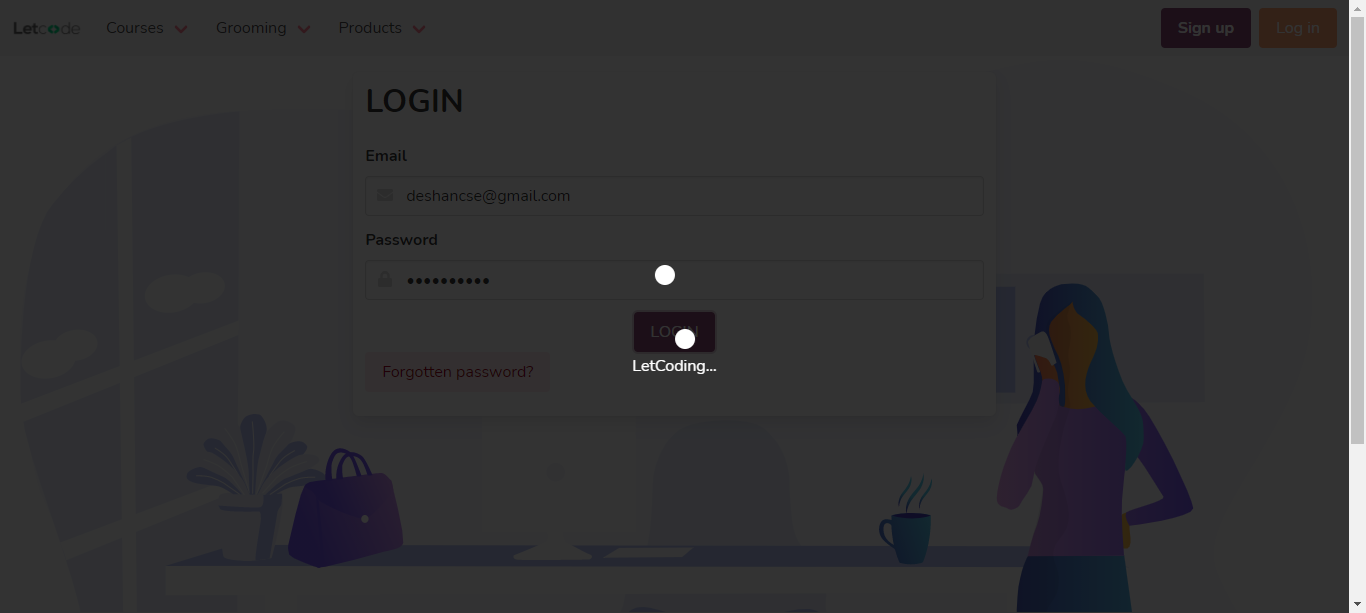 Letcode Courses Grooming Products Sign up Log in
LOGIN
Email
deshancse@gmail.com
Password
••••••••••
LOGIN
LetCoding...
Forgotten password?